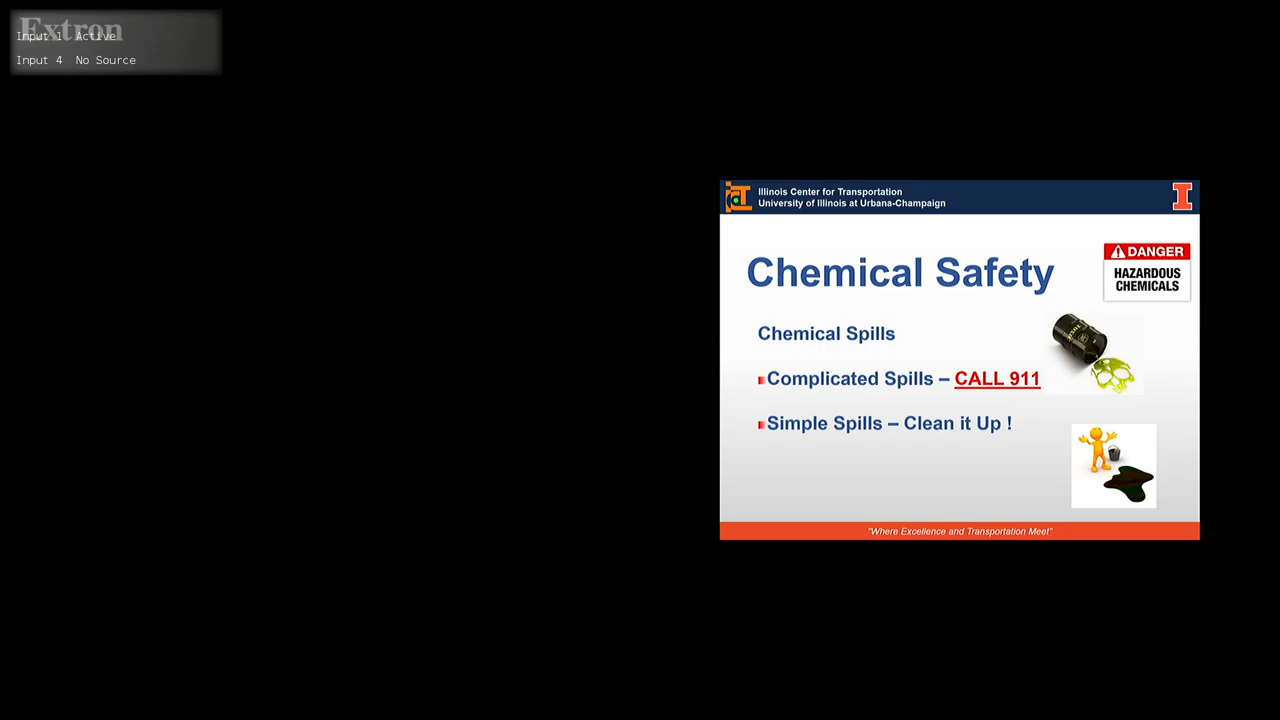 Extron
Input 1  Active
Input 4  No Source
Illinois Center for Transportation
University of Illinois at Urbana-Champaign
I
DANGER
HAZARDOUS
CHEMICALS
Chemical Safety
Chemical Spills
Complicated Spills – CALL 911
Simple Spills – Clean it Up !
"Where Excellence and Transportation Meet"